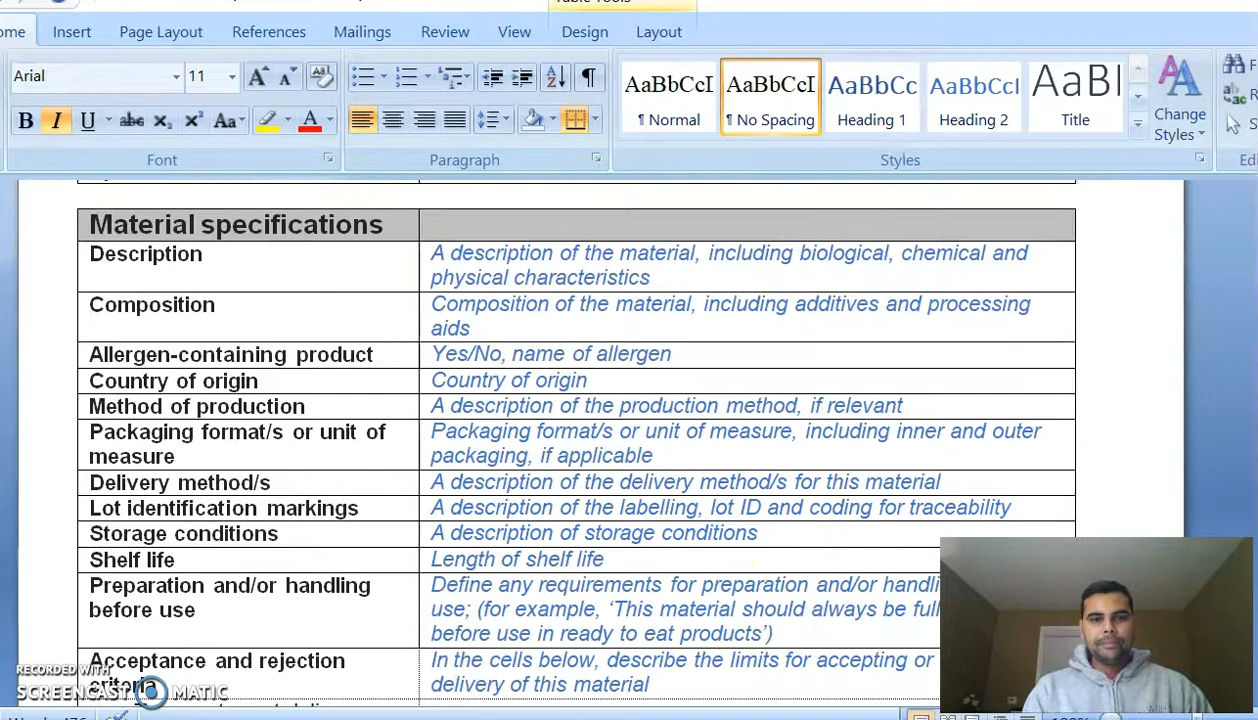 Table Tools
ome Insert Page Layout References Mailings Review View Design Layout
Arial 11 A A Aa
AaBbCcI AaBbCcI AaBbCc AaBbCcI AaBl
B I U abc x₂ x² Aa A
¶ Normal ¶ No Spacing Heading 1 Heading 2 Title Change Styles
Font Paragraph Styles Edi
Material specifications
Description A description of the material, including biological, chemical and
physical characteristics
Composition Composition of the material, including additives and processing
aids
Allergen-containing product Yes/No, name of allergen
Country of origin Country of origin
Method of production A description of the production method, if relevant
Packaging format/s or unit of Packaging format/s or unit of measure, including inner and outer
measure packaging, if applicable
Delivery method/s A description of the delivery method/s for this material
Lot identification markings A description of the labelling, lot ID and coding for traceability
Storage conditions A description of storage conditions
Shelf life Length of shelf life
Preparation and/or handling Define any requirements for preparation and/or handli
before use use; (for example, ‘This material should always be full
before use in ready to eat products’)
Acceptance and rejection In the cells below, describe the limits for accepting or
criteria delivery of this material
RECORDED WITH
SCREENCAST MATIC